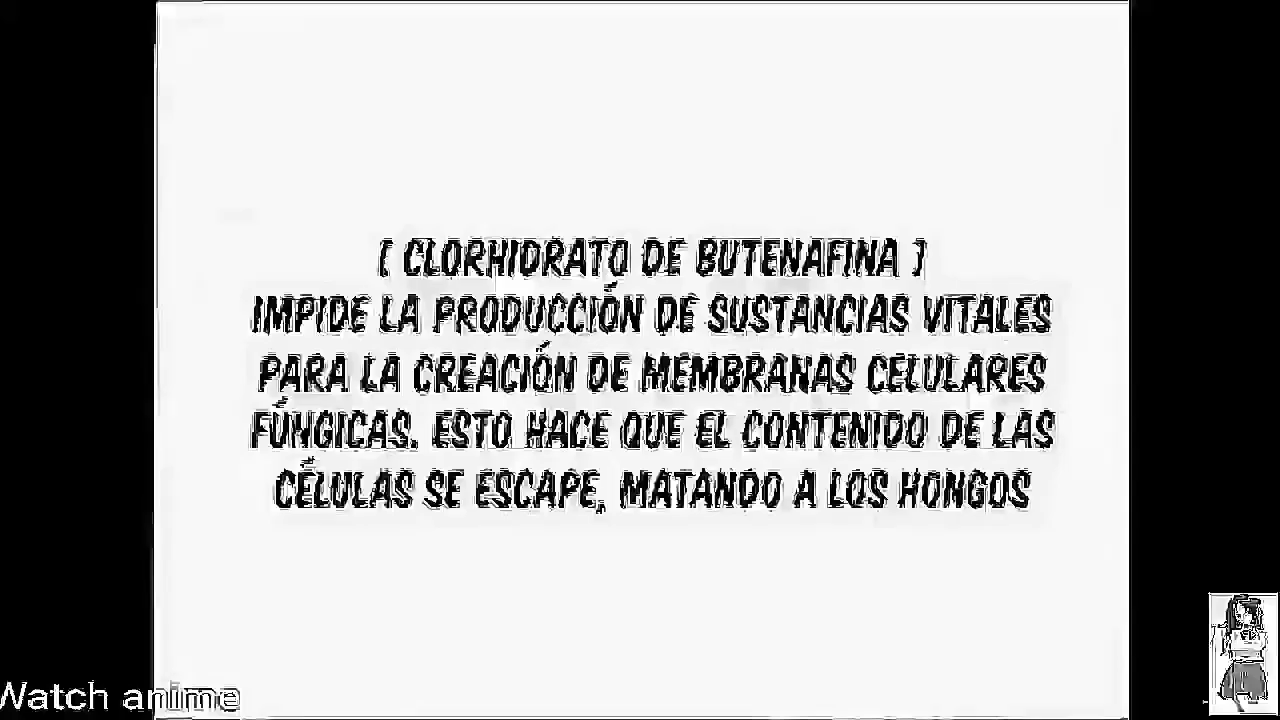 [ CLORHIDRATO DE BUTENAFINA ]
IMPIDE LA PRODUCCIÓN DE SUSTANCIAS VITALES
PARA LA CREACIÓN DE MEMBRANAS CELULARES
FÚNGICAS. ESTO HACE QUE EL CONTENIDO DE LAS
CÉLULAS SE ESCAPE, MATANDO A LOS HONGOS
Watch anime